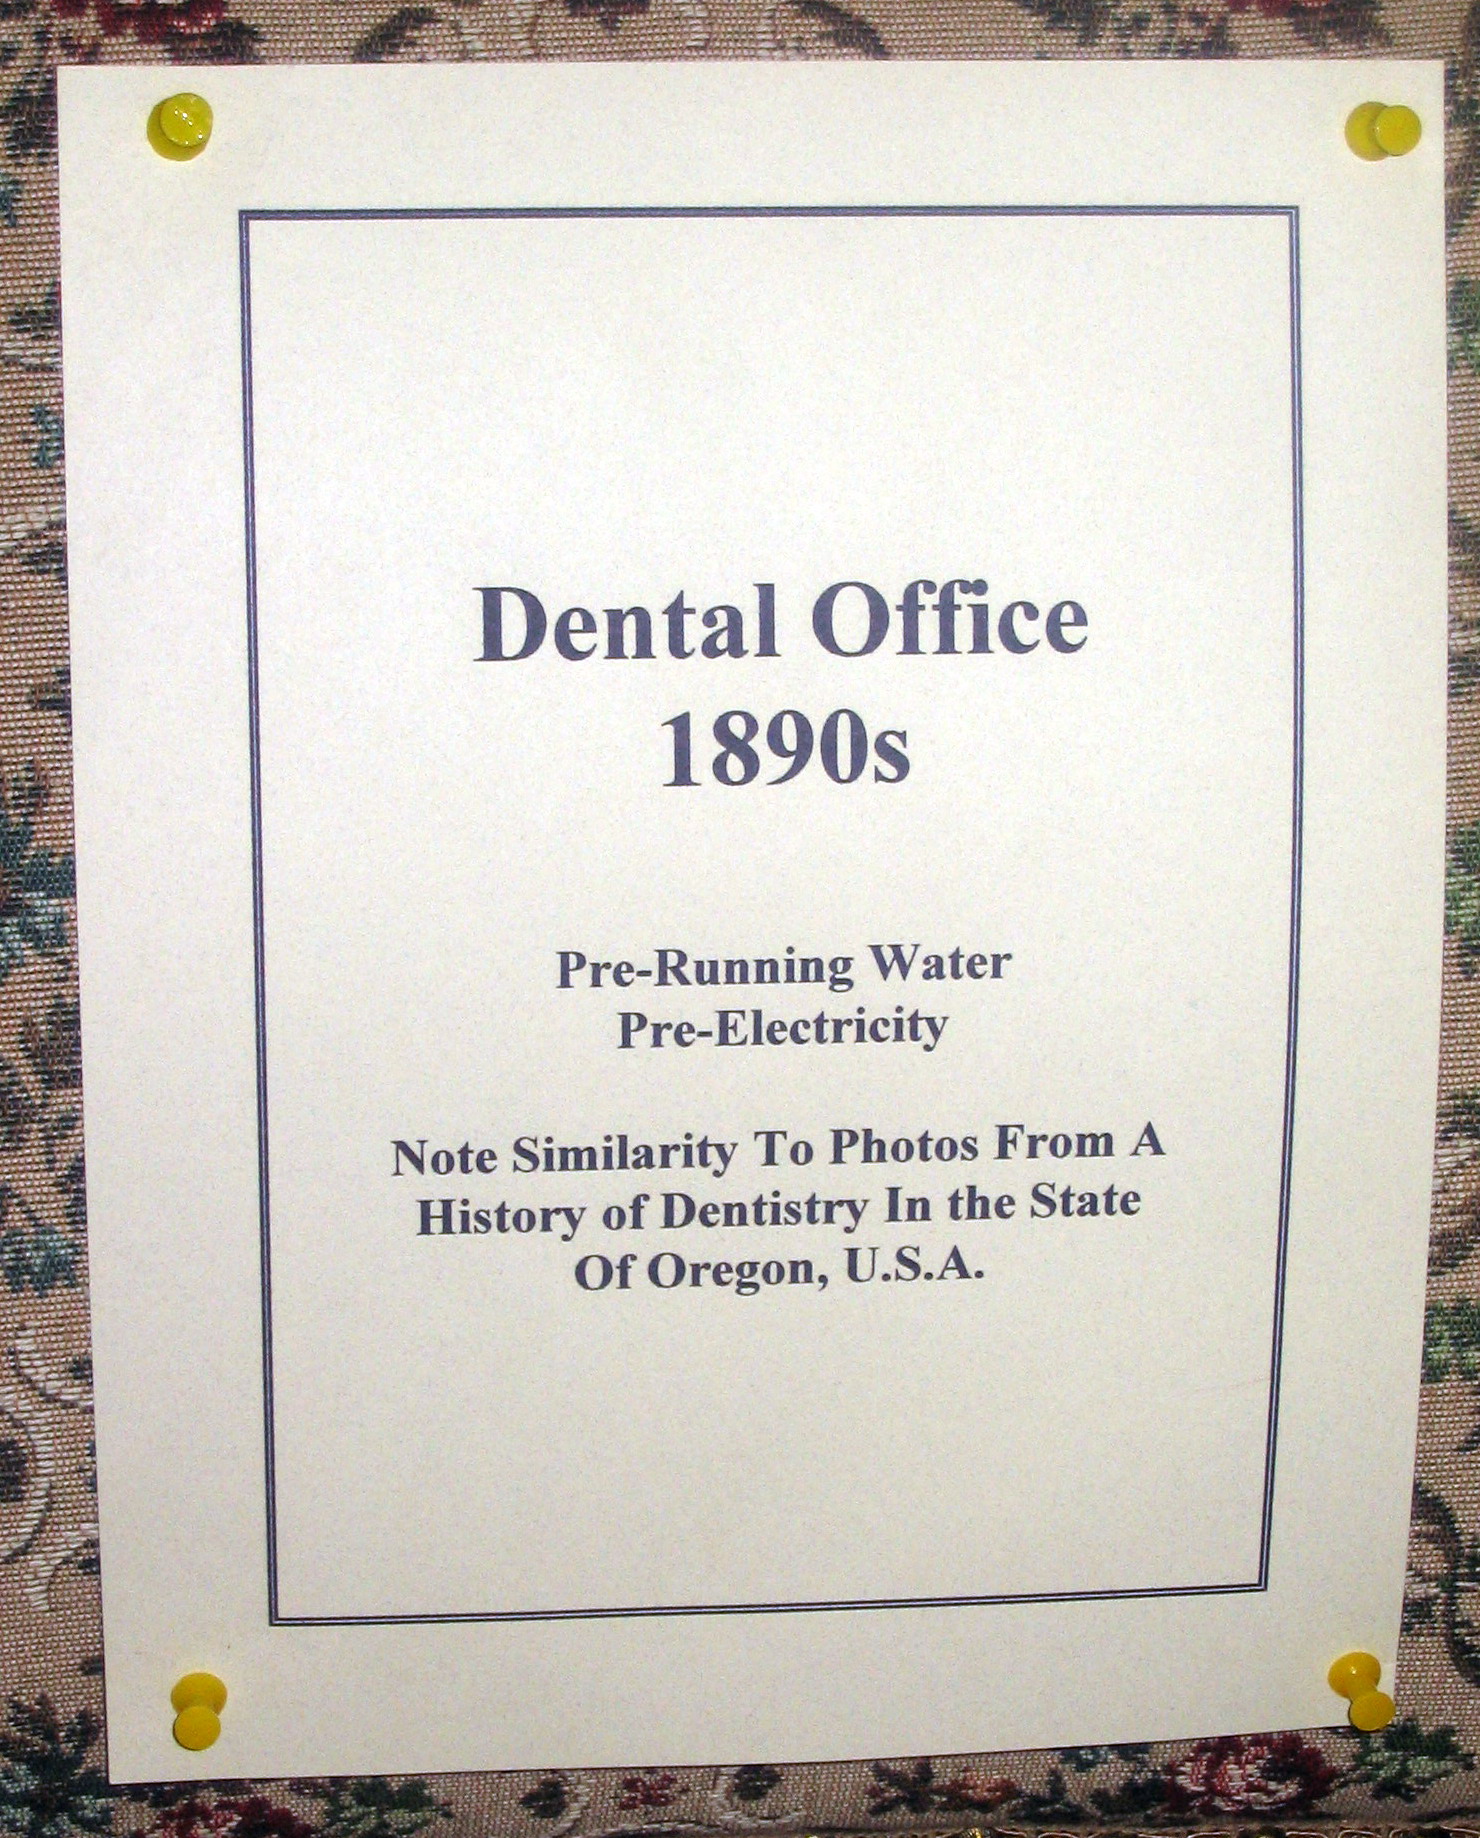 Dental Office
1890s
Pre-Running Water
Pre-Electricity
Note Similarity To Photos From A
History of Dentistry In the State
Of Oregon, U.S.A.